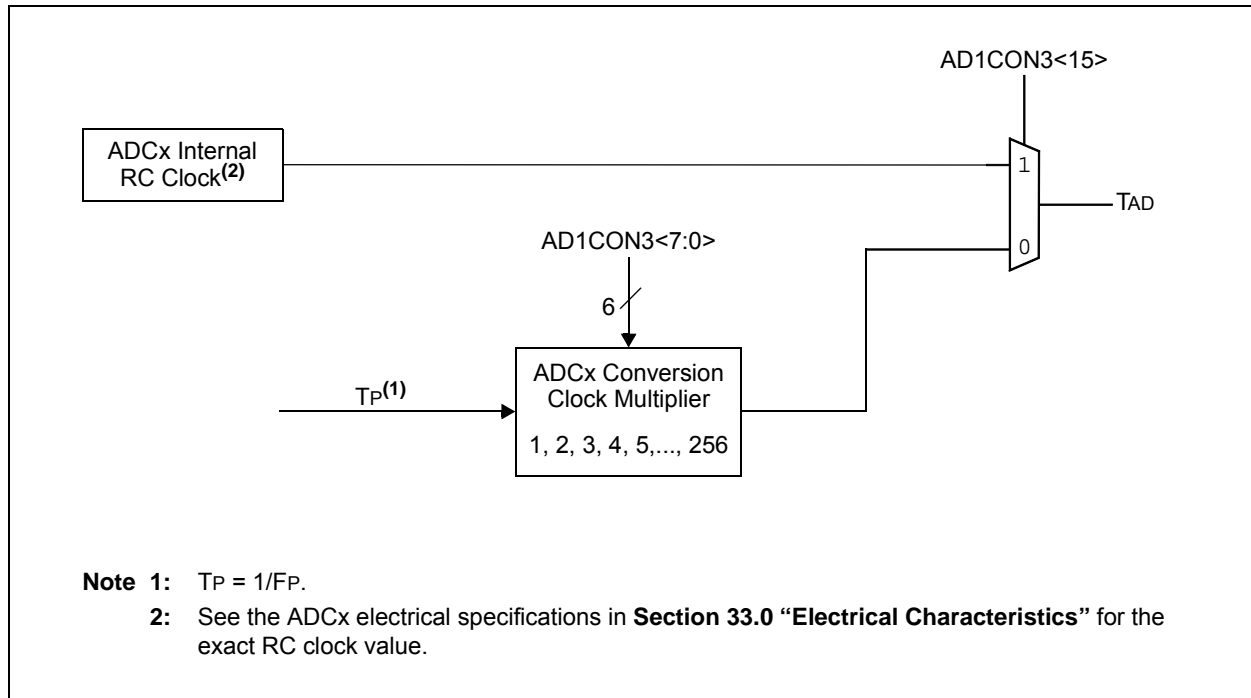 AD1CON3<15>
ADCx Internal
RC Clock(2)
1
TAD
AD1CON3<7:0>
0
6
ADCx Conversion
Clock Multiplier
TP(1)
1, 2, 3, 4, 5,..., 256
Note 1: TP = 1/FP.
2: See the ADCx electrical specifications in Section 33.0 “Electrical Characteristics” for the
exact RC clock value.